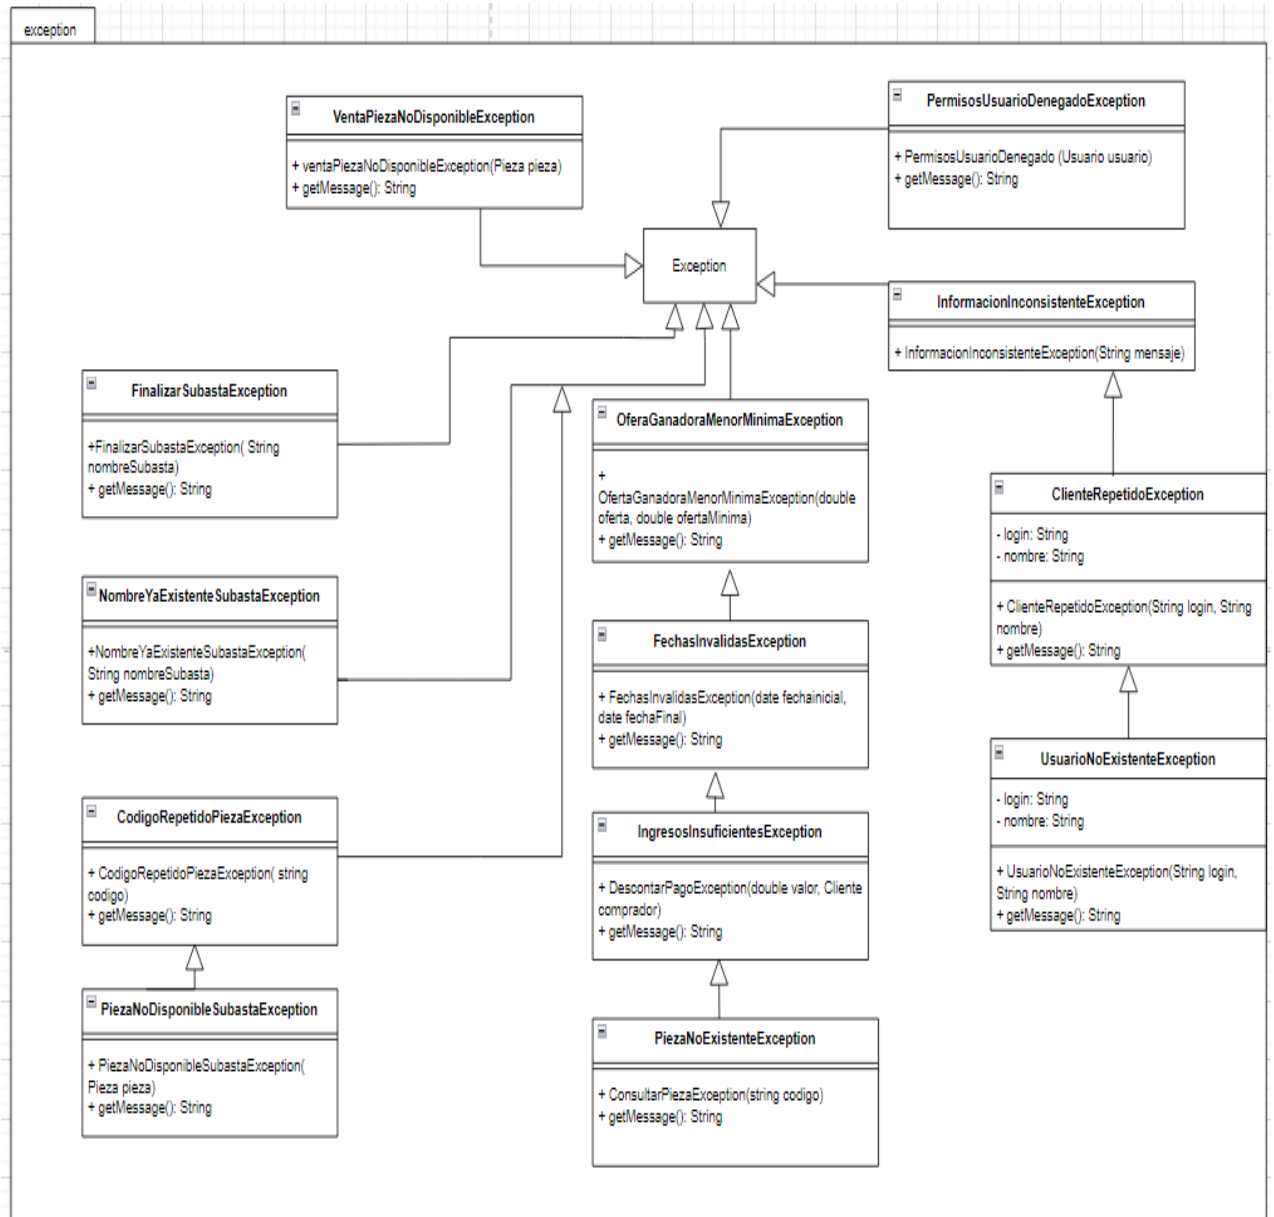 exception
VentaPiezaNoDisponibleException
+ ventaPiezaNoDisponibleException(Pieza pieza)
+ getMessage(): String
PermisosUsuarioDenegadoException
+ PermisosUsuarioDenegado (Usuario usuario)
+ getMessage(): String
Exception
InformacionInconsistenteException
+ InformacionInconsistenteException(String mensaje)
FinalizarSubastaException
+FinalizarSubastaException( String
nombreSubasta)
+ getMessage(): String
OferaGanadoraMenorMinimaException
+
OfertaGanadoraMenorMinimaException(double
oferta, double ofertaMinima)
+ getMessage(): String
ClienteRepetidoException
- login: String
- nombre: String
+ ClienteRepetidoException(String login, String
nombre)
+ getMessage(): String
NombreYaExistenteSubastaException
+NombreYaExistenteSubastaException(
String nombreSubasta)
+ getMessage(): String
FechasInvalidasException
+ FechasInvalidasException(date fechainicial,
date fechaFinal)
+ getMessage(): String
UsuarioNoExistenteException
- login: String
- nombre: String
+ UsuarioNoExistenteException(String login,
String nombre)
+ getMessage(): String
CodigoRepetidoPiezaException
+ CodigoRepetidoPiezaException( string
codigo)
+ getMessage(): String
IngresosInsuficientesException
+ DescontarPagoException(double valor, Cliente
comprador)
+ getMessage(): String
PiezaNoDisponibleSubastaException
+ PiezaNoDisponibleSubastaException(
Pieza pieza)
+ getMessage(): String
PiezaNoExistenteException
+ ConsultarPiezaException(string codigo)
+ getMessage(): String